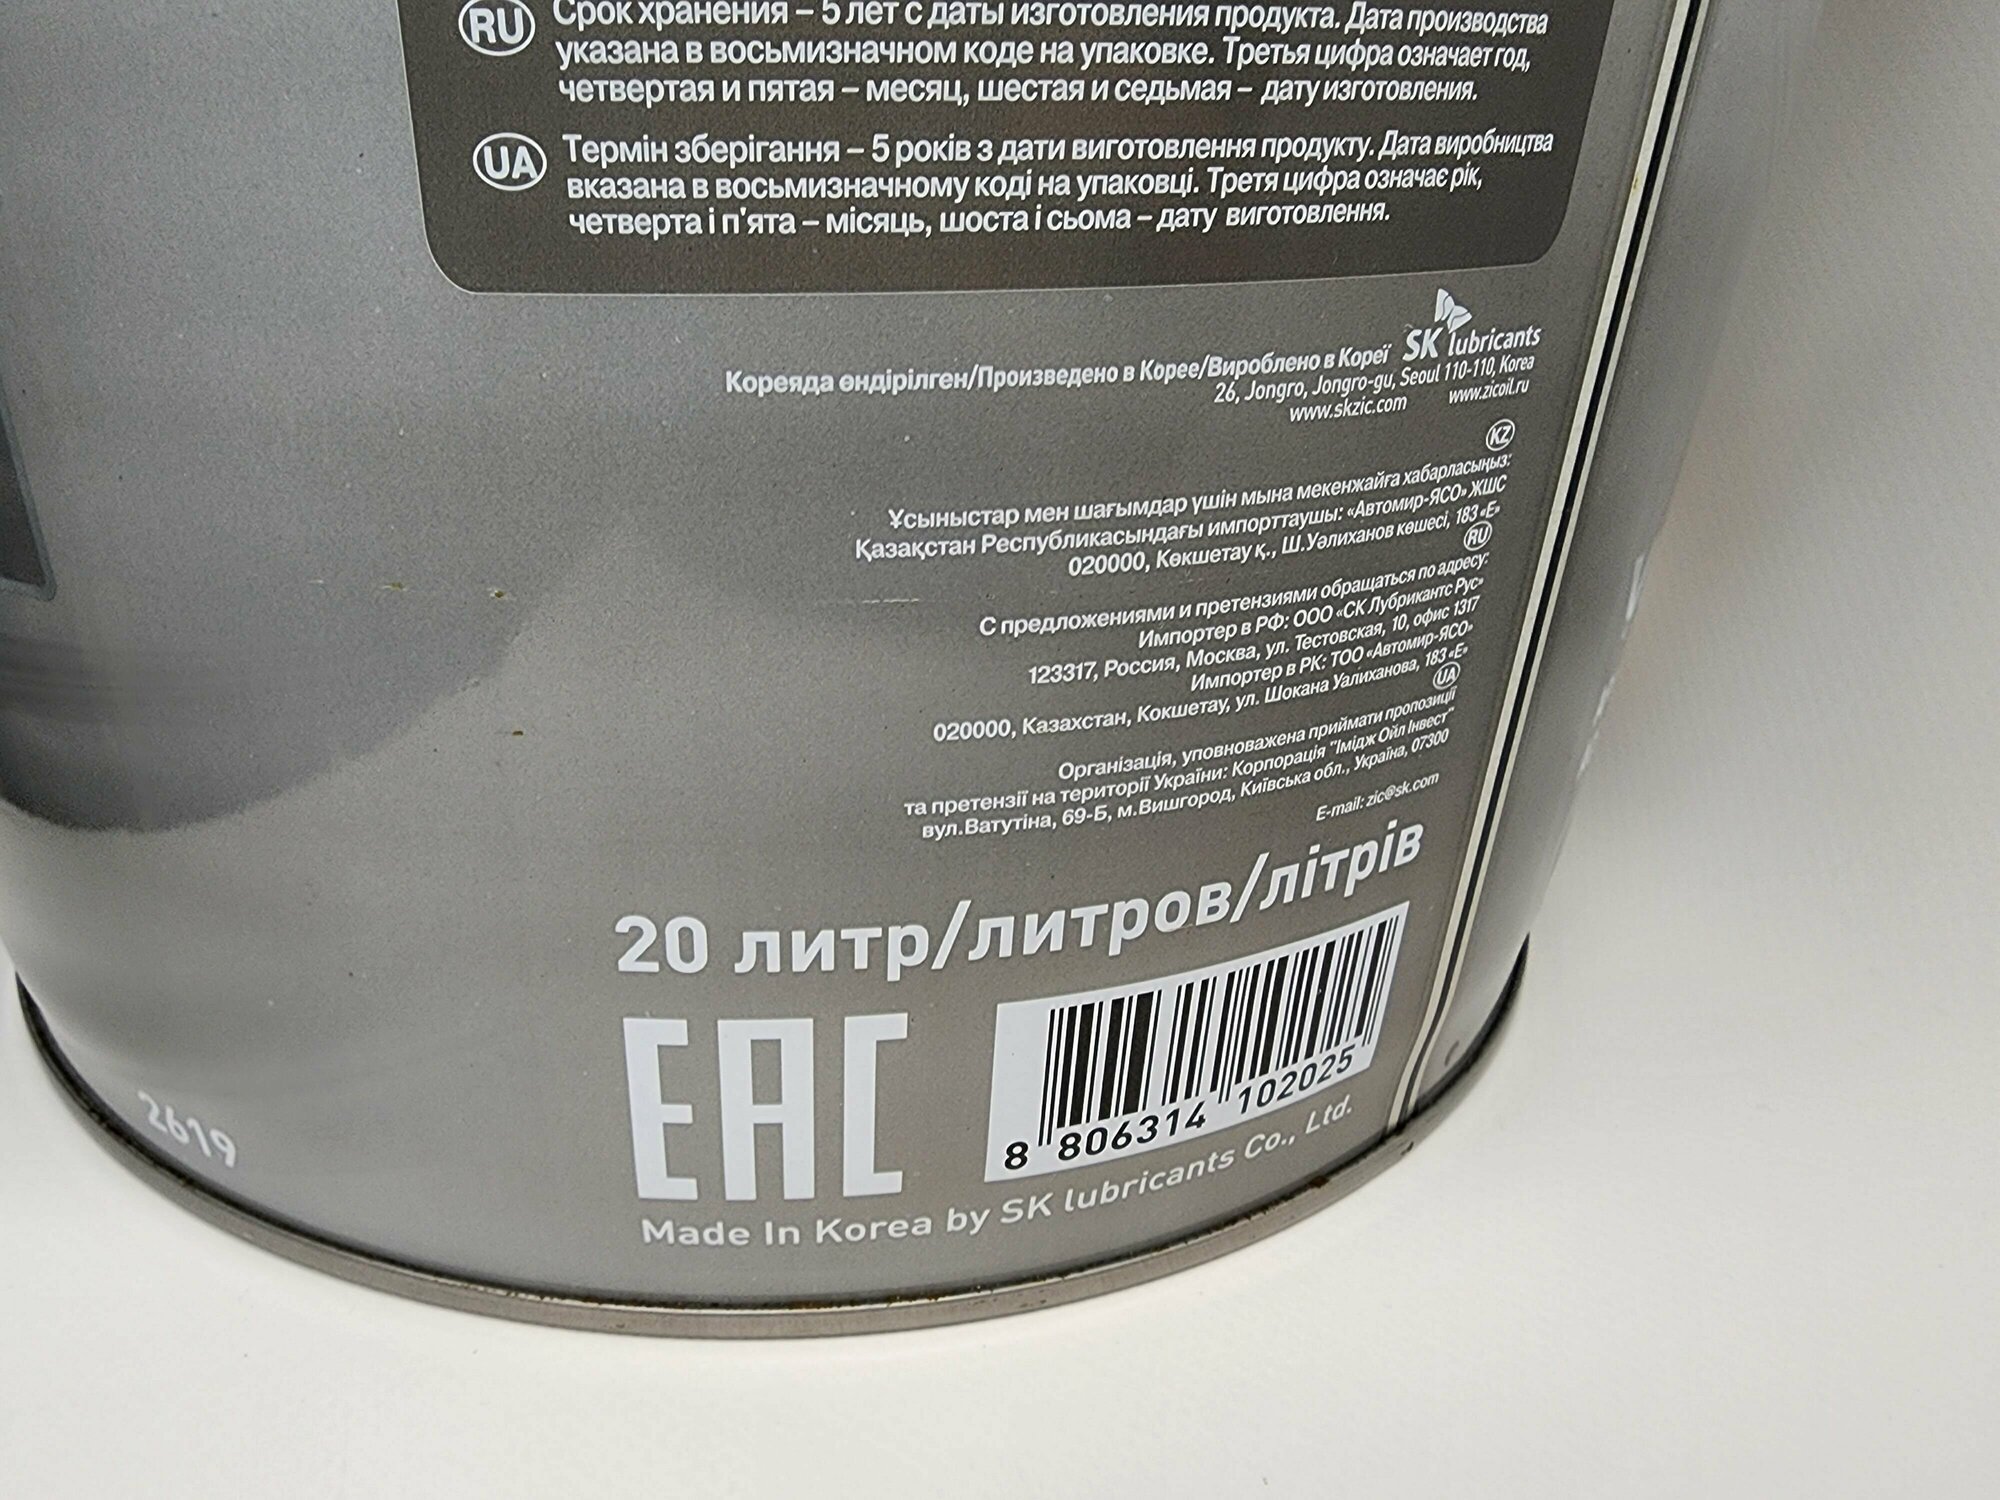 RU Срок хранения – 5 лет с даты изготовления продукта. Дата производства
указана в восьмизначном коде на упаковке. Третья цифра означает год,
четвертая и пятая – месяц, шестая и седьмая – дату изготовления.
UA Термін зберігання – 5 років з дати виготовлення продукту. Дата виробництва
вказана в восьмизначному коді на упаковці. Третя цифра означає рік,
четверта і п'ята – місяць, шоста і сьома – дату виготовлення.
Кореяда өндірілген/Произведено в Корее/Вироблено в Кореї SK lubricants
26, Jongro, Jongro-gu, Seoul 110-110, Korea
www.skzic.com www.zicoil.ru
KZ
Ұсыныстар мен шағымдар үшін мына мекенжайға хабарласыңыз:
Қазақстан Республикасындағы импорттаушы: «Автомир-ЯСО» ЖШС
020000, Көкшетау қ., Ш.Уәлиханов көшесі, 183 «Е»
RU
С предложениями и претензиями обращаться по адресу:
Импортер в РФ: ООО «СК Лубрикантс Рус»
123317, Россия, Москва, ул. Тестовская, 10, офис 1317
Импортер в РК: ТОО «Автомир-ЯСО»
020000, Казахстан, Кокшетау, ул. Шокана Уалиханова, 183 «Е»
UA
Організація, уповноважена приймати пропозиції
та претензії на території України: Корпорація "Імідж Ойл Інвест"
вул.Ватутіна, 69-Б, м.Вишгород, Київська обл., Україна, 07300
E-mail: zic@sk.com
20 литр/литров/літрів
EAC
8 806314 102025
Made In Korea by SK lubricants Co., Ltd.
2619